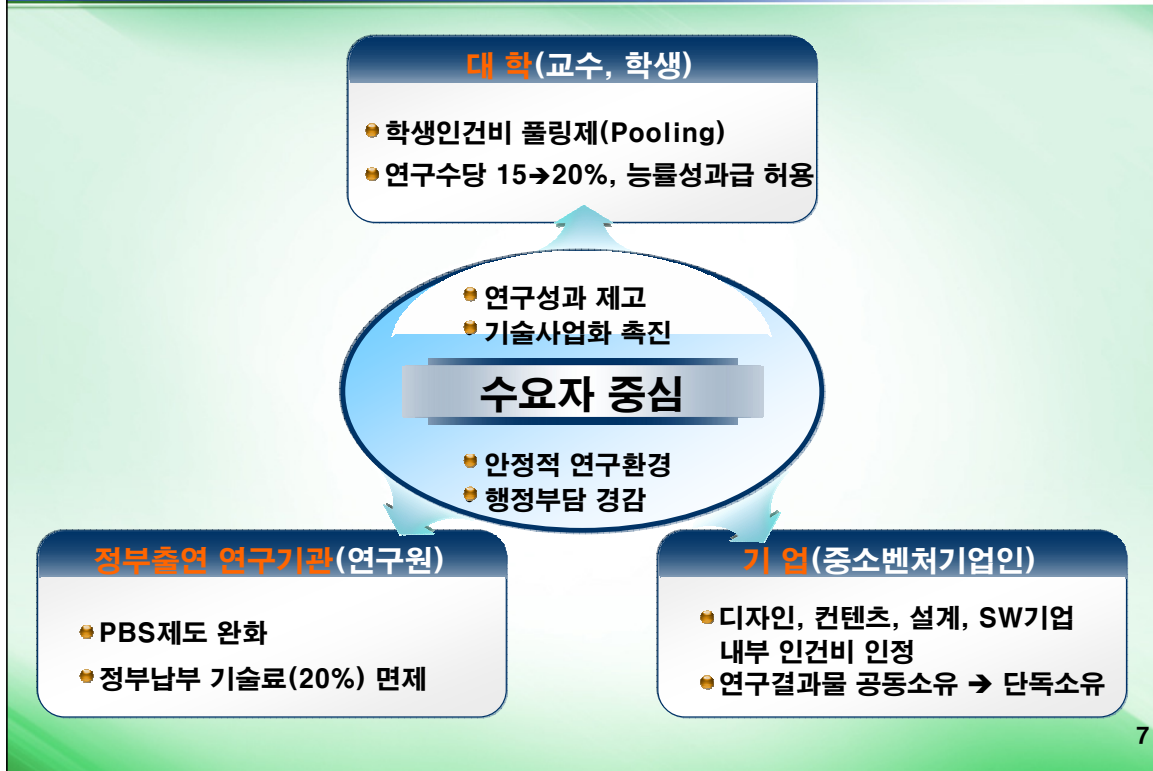 대 학(교수, 학생)
학생인건비 풀링제(Pooling)
연구수당 15→20%, 능률성과급 허용
연구성과 제고
기술사업화 촉진
수요자 중심
안정적 연구환경
행정부담 경감
정부출연 연구기관(연구원)
PBS제도 완화
정부납부 기술료(20%) 면제
기 업(중소벤처기업인)
디자인, 컨텐츠, 설계, SW기업
내부 인건비 인정
연구결과물 공동소유 → 단독소유
7